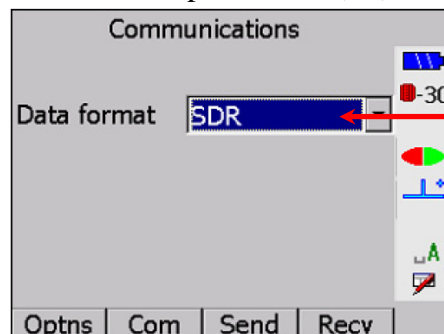 Communications
-30
Data format SDR
A
Optns Com Send Recv